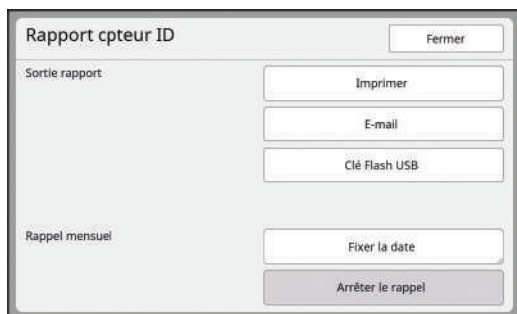 Rapport cpteur ID
Fermer
Sortie rapport
Imprimer
E-mail
Clé Flash USB
Rappel mensuel
Fixer la date
Arrêter le rappel